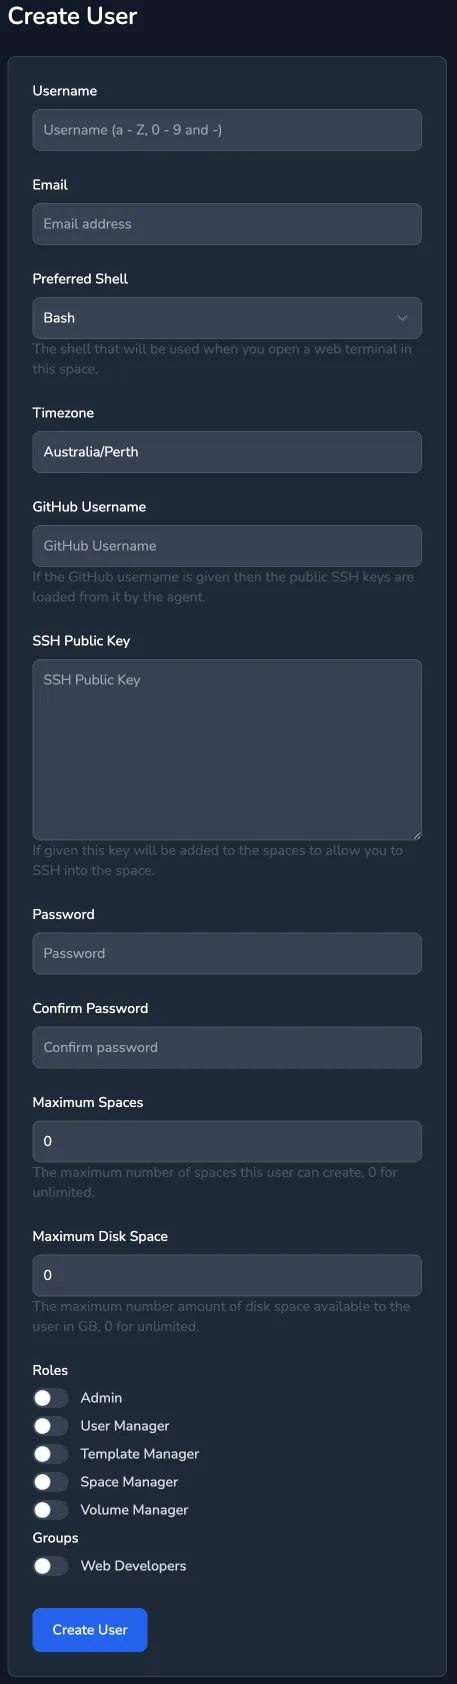 Create User
Username
Username (a - Z, 0 - 9 and -)
Email
Email address
Preferred Shell
Bash
The shell that will be used when you open a web terminal in
this space.
Timezone
Australia/Perth
GitHub Username
GitHub Username
If the GitHub username is given then the public SSH keys are
loaded from it by the agent.
SSH Public Key
SSH Public Key
If given this key will be added to the spaces to allow you to
SSH into the space.
Password
Password
Confirm Password
Confirm password
Maximum Spaces
0
The maximum number of spaces this user can create, 0 for
unlimited.
Maximum Disk Space
0
The maximum number amount of disk space available to the
user in GB, 0 for unlimited.
Roles
Admin
User Manager
Template Manager
Space Manager
Volume Manager
Groups
Web Developers
Create User